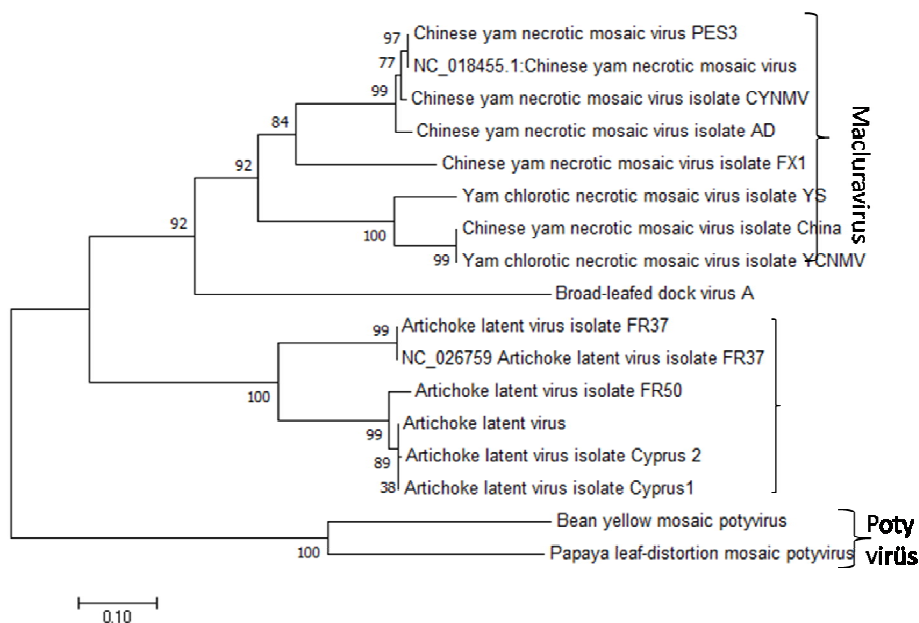 97
Chinese yam necrotic mosaic virus PES3
77
NC_018455.1:Chinese yam necrotic mosaic virus
99
Chinese yam necrotic mosaic virus isolate CYNMV
84
Chinese yam necrotic mosaic virus isolate AD
92
Chinese yam necrotic mosaic virus isolate FX1
Yam chlorotic necrotic mosaic virus isolate YS
92
100
Chinese yam necrotic mosaic virus isolate China
99
Yam chlorotic necrotic mosaic virus isolate YCNMV
Macluravirus
Broad-leafed dock virus A
99
Artichoke latent virus isolate FR37
NC_026759 Artichoke latent virus isolate FR37
100
Artichoke latent virus isolate FR50
99
Artichoke latent virus
89
Artichoke latent virus isolate Cyprus 2
38
Artichoke latent virus isolate Cyprus1
Bean yellow mosaic potyvirus
100
Papaya leaf-distortion mosaic potyvirus
Poty
virüs
0.10